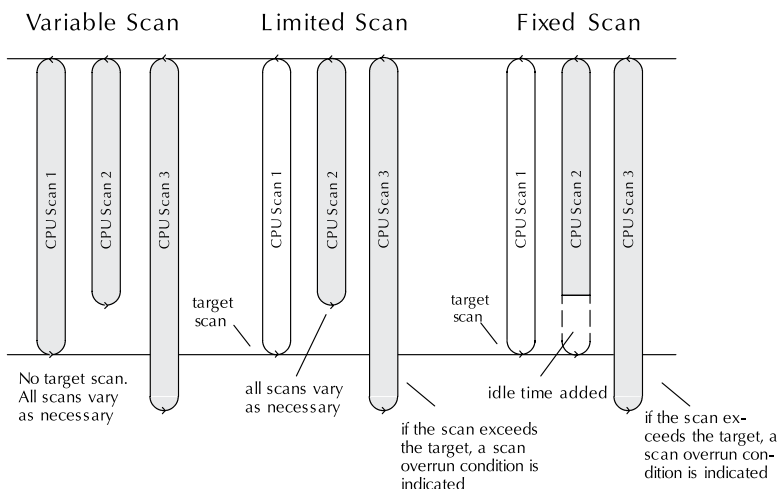 Variable Scan
Limited Scan
Fixed Scan
CPU Scan 1
CPU Scan 2
CPU Scan 3
CPU Scan 1
CPU Scan 2
CPU Scan 3
CPU Scan 1
CPU Scan 2
CPU Scan 3
No target scan.
All scans vary
as necessary
target
scan
all scans vary
as necessary
if the scan exceeds
the target, a scan
overrun condition is
indicated
target
scan
idle time added
if the scan ex-
ceeds the target, a
scan overrun con-
dition is indicated